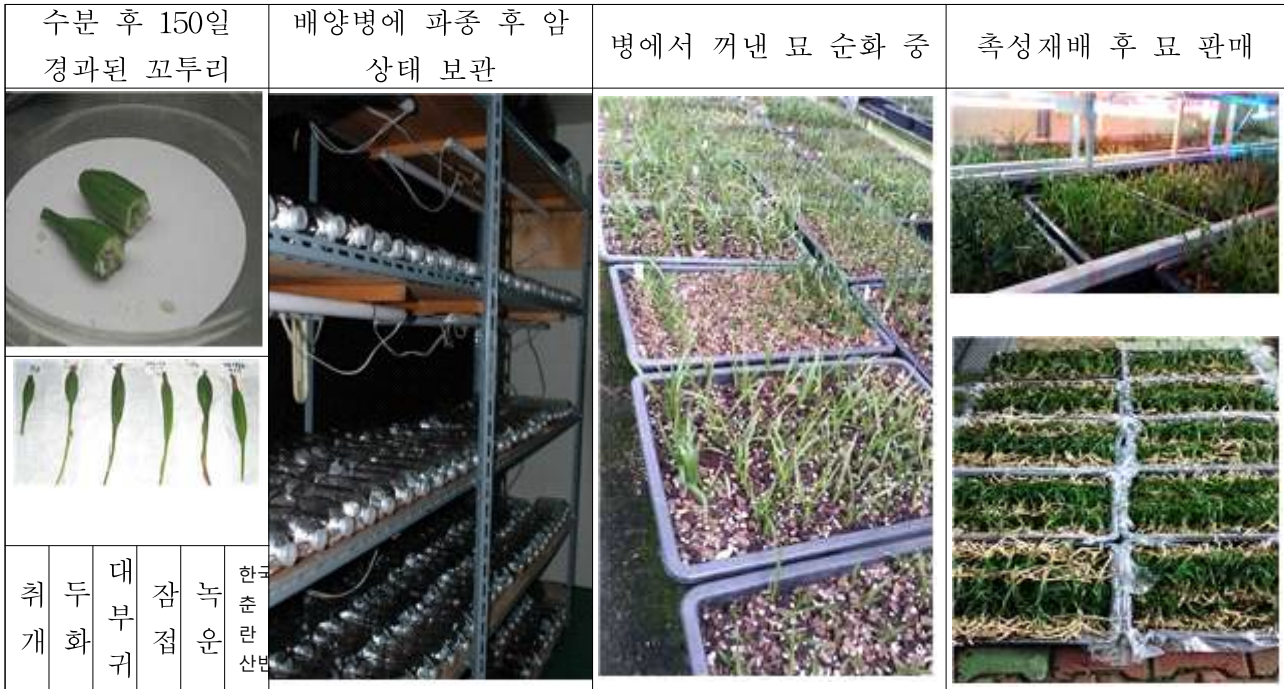 수분 후 150일
경과된 꼬투리
배양병에 파종 후 암
상태 보관
병에서 꺼낸 묘 순화 중
촉성재배 후 묘 판매
취개
두화
대부귀
잠접
녹운
한국춘란산반